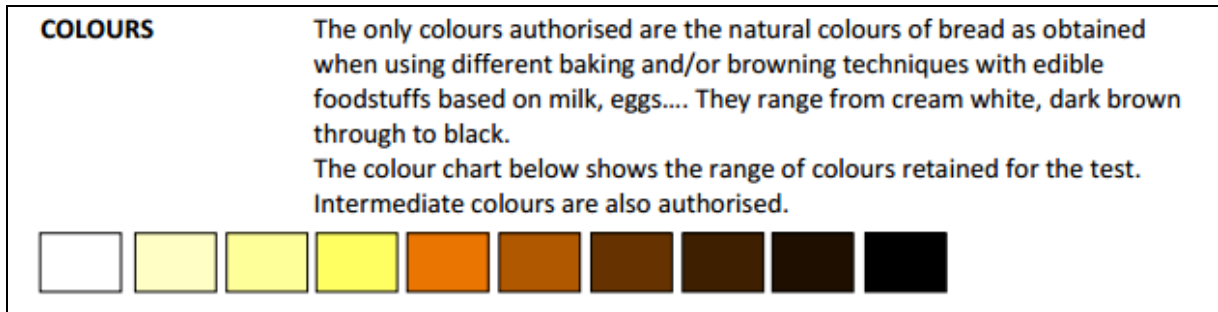 COLOURS The only colours authorised are the natural colours of bread as obtained
when using different baking and/or browning techniques with edible
foodstuffs based on milk, eggs.... They range from cream white, dark brown
through to black.
The colour chart below shows the range of colours retained for the test.
Intermediate colours are also authorised.